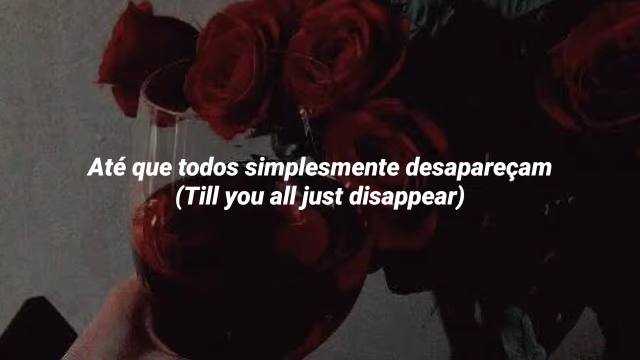 Até que todos simplesmente desapareçam
(Till you all just disappear)